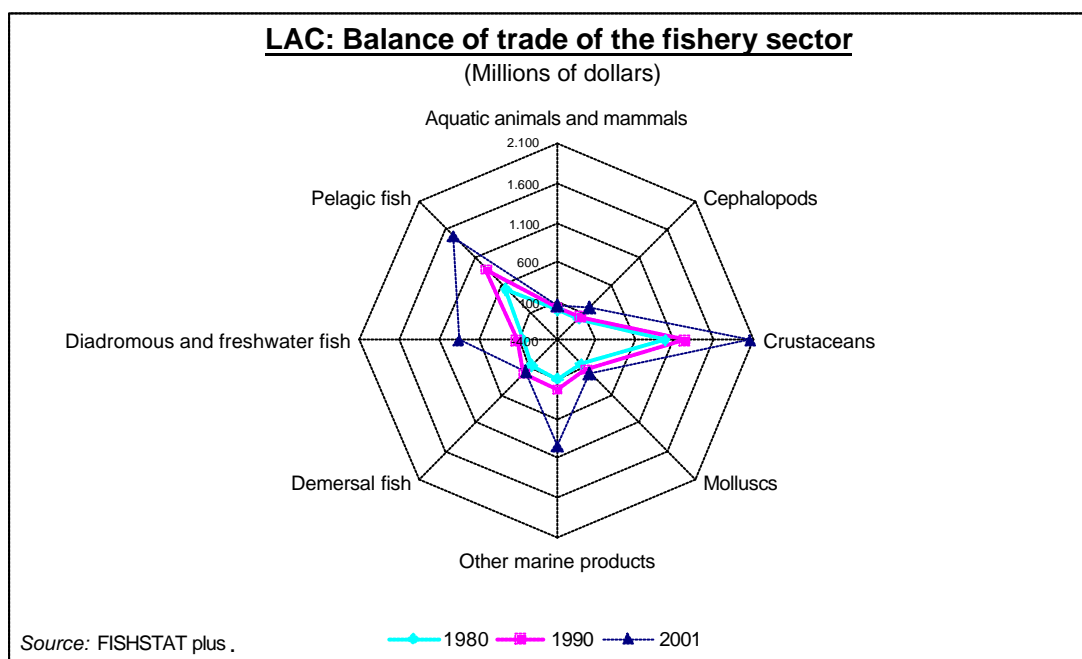 LAC: Balance of trade of the fishery sector
(Millions of dollars)
Aquatic animals and mammals
2.100
Pelagic fish
1.600
Cephalopods
1.100
600
100
Diadromous and freshwater fish
400
Crustaceans
Demersal fish
Molluscs
Other marine products
Source: FISHSTAT plus.
1980 1990 2001